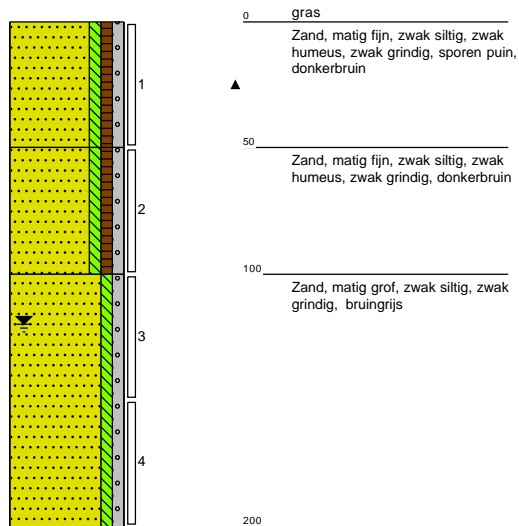 0
gras
Zand, matig fijn, zwak siltig, zwak
humeus, zwak grindig, sporen puin,
donkerbruin
1
50
Zand, matig fijn, zwak siltig, zwak
humeus, zwak grindig, donkerbruin
2
100
Zand, matig grof, zwak siltig, zwak
grindig, bruingrijs
3
4
200